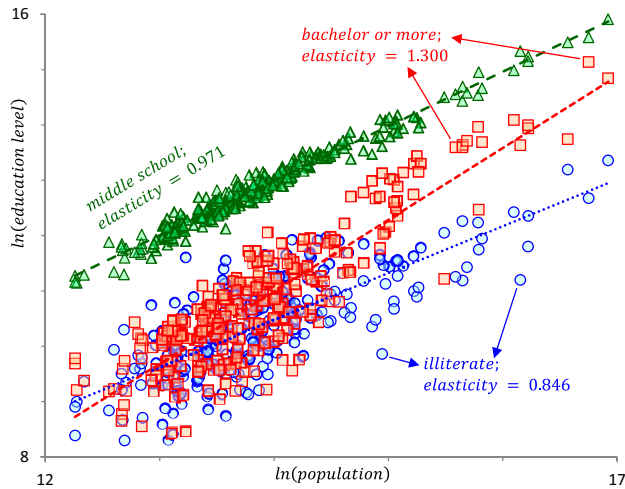 16
bachelor or more;
elasticity = 1.300
middle school;
elasticity = 0.971
ln(education level)
illiterate;
elasticity = 0.846
8
12
ln(population)
17